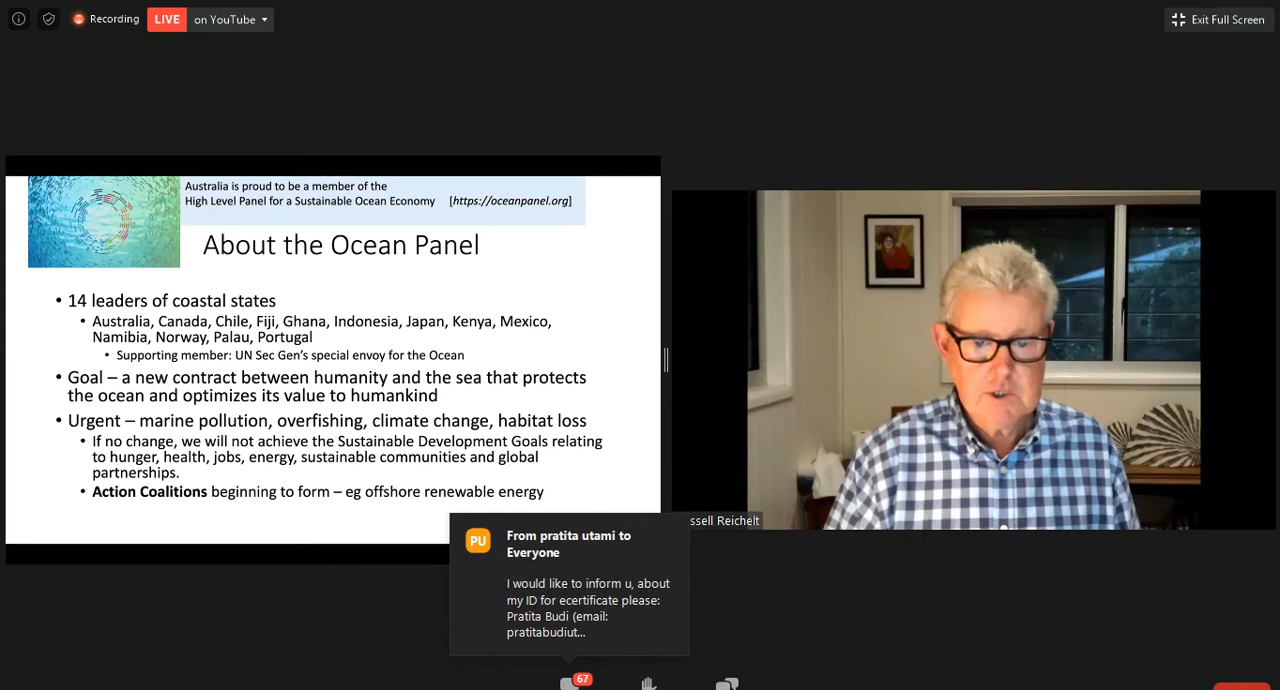 Recording
LIVE on YouTube
Exit Full Screen
Australia is proud to be a member of the
High Level Panel for a Sustainable Ocean Economy [https://oceanpanel.org]
About the Ocean Panel
• 14 leaders of coastal states
• Australia, Canada, Chile, Fiji, Ghana, Indonesia, Japan, Kenya, Mexico,
Namibia, Norway, Palau, Portugal
• Supporting member: UN Sec Gen's special envoy for the Ocean
• Goal – a new contract between humanity and the sea that protects
the ocean and optimizes its value to humankind
• Urgent – marine pollution, overfishing, climate change, habitat loss
• If no change, we will not achieve the Sustainable Development Goals relating
to hunger, health, jobs, energy, sustainable communities and global
partnerships.
• Action Coalitions beginning to form – eg offshore renewable energy
ssell Reichelt
PU
From pratita utami to
Everyone
I would like to inform u, about
my ID for ecertificate please:
Pratita Budi (email:
pratitabudiut...
67